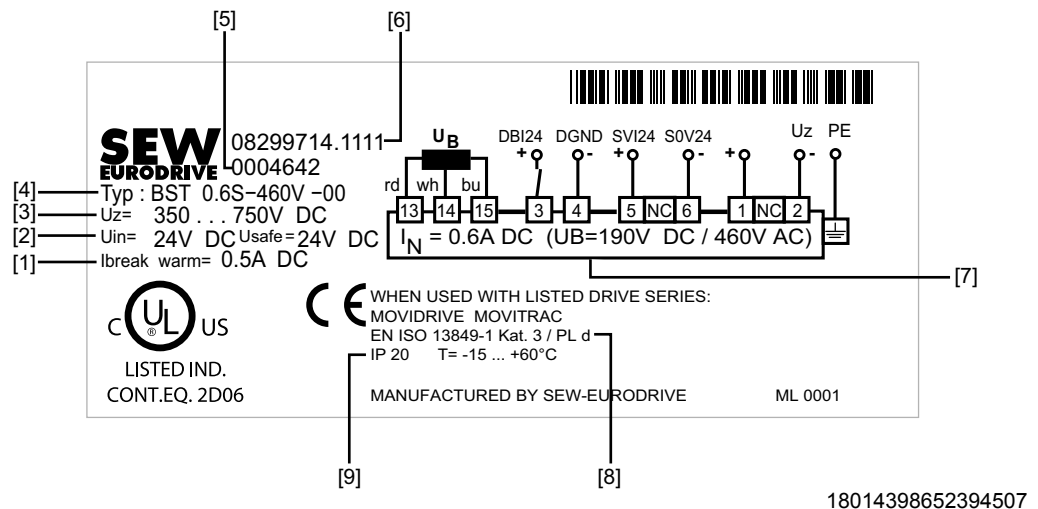 [5] [6]
SEW
EURODRIVE
08299714.1111
0004642
[4] Typ : BST 0.6S–460V –00
[3] Uz= 350 . . . 750V DC
[2] Uin= 24V DC Usafe = 24V DC
[1] Ibreak warm= 0.5A DC
UB DBI24 DGND SVI24 S0V24 Uz PE
+ - + - + -
rd wh bu
13 14 15 3 4 5 NC 6 1 NC 2
IN = 0.6A DC (UB=190V DC / 460V AC)
[7]
C UL ® US
LISTED IND.
CONT.EQ. 2D06
CE
WHEN USED WITH LISTED DRIVE SERIES:
MOVIDRIVE MOVITRAC
EN ISO 13849-1 Kat. 3 / PL d
IP 20 T= -15 ... +60°C
MANUFACTURED BY SEW-EURODRIVE ML 0001
[9] [8]
18014398652394507